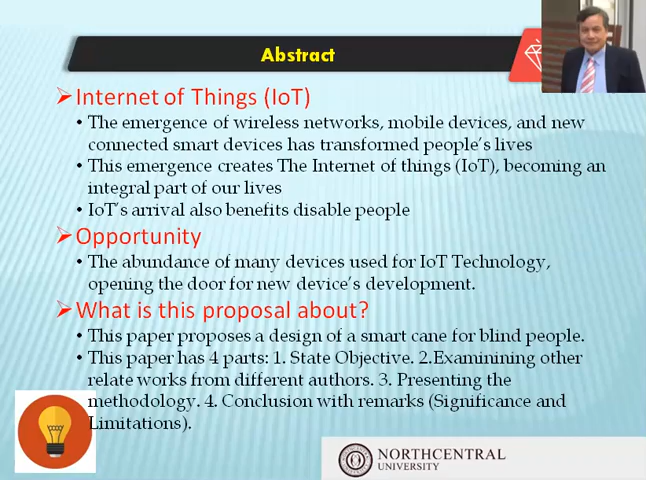 Abstract
Internet of Things (IoT)
• The emergence of wireless networks, mobile devices, and new
connected smart devices has transformed people's lives
• This emergence creates The Internet of things (IoT), becoming an
integral part of our lives
• IoT's arrival also benefits disable people
Opportunity
• The abundance of many devices used for IoT Technology,
opening the door for new device's development.
What is this proposal about?
• This paper proposes a design of a smart cane for blind people.
• This paper has 4 parts: 1. State Objective. 2.Examinining other
relate works from different authors. 3. Presenting the
methodology. 4. Conclusion with remarks (Significance and
Limitations).
NORTHCENTRAL
UNIVERSITY